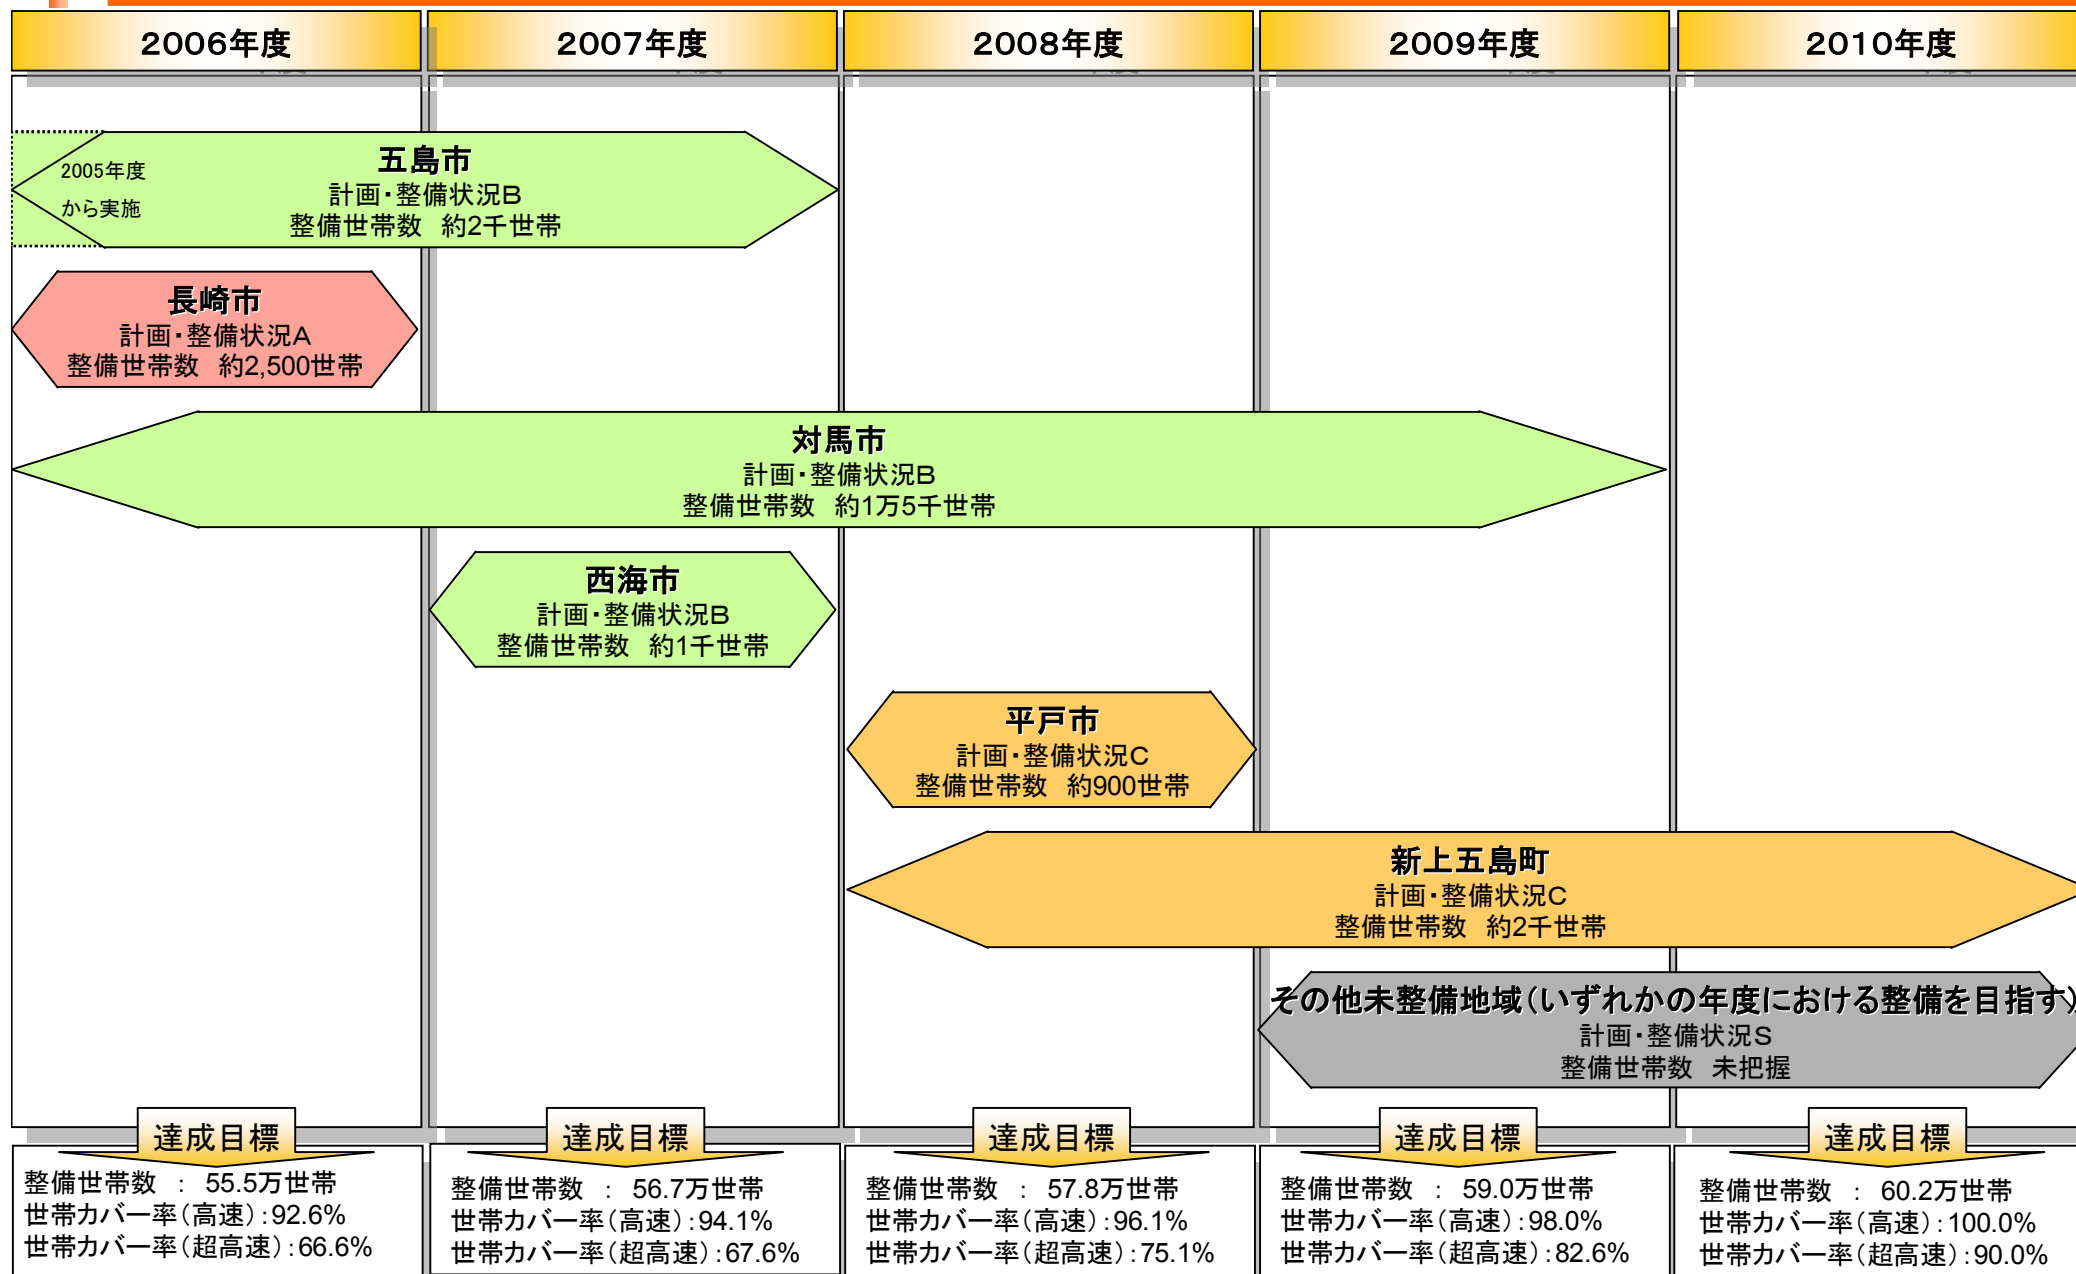 2006年度
2007年度
2008年度
2009年度
2010年度
2005年度
から実施
五島市
計画・整備状況B
整備世帯数　約2千世帯
長崎市
計画・整備状況A
整備世帯数　約2,500世帯
対馬市
計画・整備状況B
整備世帯数　約1万5千世帯
西海市
計画・整備状況B
整備世帯数　約1千世帯
平戸市
計画・整備状況C
整備世帯数　約900世帯
新上五島町
計画・整備状況C
整備世帯数　約2千世帯
その他未整備地域（いずれかの年度における整備を目指す）
計画・整備状況S
整備世帯数　未把握
達成目標
整備世帯数　：　55.5万世帯
世帯カバー率（高速）：92.6%
世帯カバー率（超高速）：66.6%
達成目標
整備世帯数　：　56.7万世帯
世帯カバー率（高速）：94.1%
世帯カバー率（超高速）：67.6%
達成目標
整備世帯数　：　57.8万世帯
世帯カバー率（高速）：96.1%
世帯カバー率（超高速）：75.1%
達成目標
整備世帯数　：　59.0万世帯
世帯カバー率（高速）：98.0%
世帯カバー率（超高速）：82.6%
達成目標
整備世帯数　：　60.2万世帯
世帯カバー率（高速）：100.0%
世帯カバー率（超高速）：90.0%